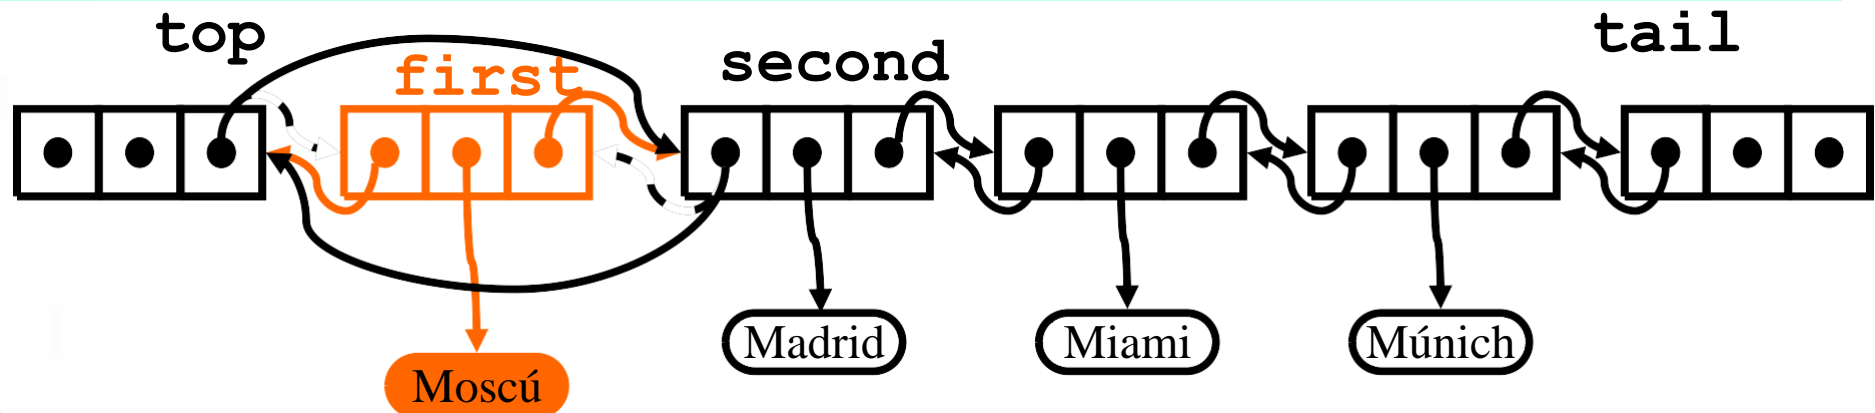 top
first
second
tail
Moscú
Madrid
Miami
Múnich